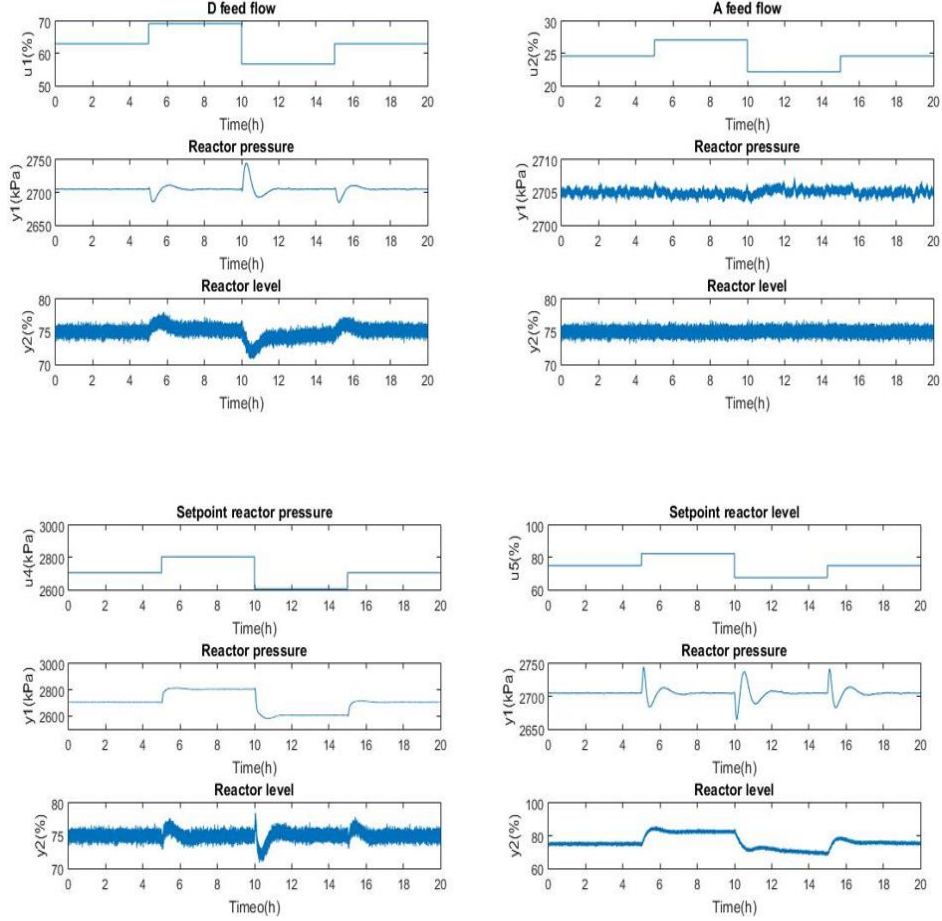 D feed flow
u1(%)
70
60
50
0 2 4 6 8 10 12 14 16 18 20
Time(h)
Reactor pressure
y1(kPa)
2750
2700
2650
0 2 4 6 8 10 12 14 16 18 20
Time(h)
Reactor level
y2(%)
80
75
70
0 2 4 6 8 10 12 14 16 18 20
Time(h)
A feed flow
u2(%)
30
25
20
0 2 4 6 8 10 12 14 16 18 20
Time(h)
Reactor pressure
y1(kPa)
2710
2705
2700
0 2 4 6 8 10 12 14 16 18 20
Time(h)
Reactor level
y2(%)
80
75
70
0 2 4 6 8 10 12 14 16 18 20
Time(h)
Setpoint reactor pressure
u4(kPa)
3000
2800
2600
0 2 4 6 8 10 12 14 16 18 20
Time(h)
Reactor pressure
y1(kPa)
3000
2800
2600
0 2 4 6 8 10 12 14 16 18 20
Time(h)
Reactor level
y2(%)
80
75
70
0 2 4 6 8 10 12 14 16 18 20
Timeo(h)
Setpoint reactor level
u5(%)
100
80
60
0 2 4 6 8 10 12 14 16 18 20
Time(h)
Reactor pressure
y1(kPa)
2750
2700
2650
0 2 4 6 8 10 12 14 16 18 20
Time(h)
Reactor level
y2(%)
100
80
60
0 2 4 6 8 10 12 14 16 18 20
Time(h)